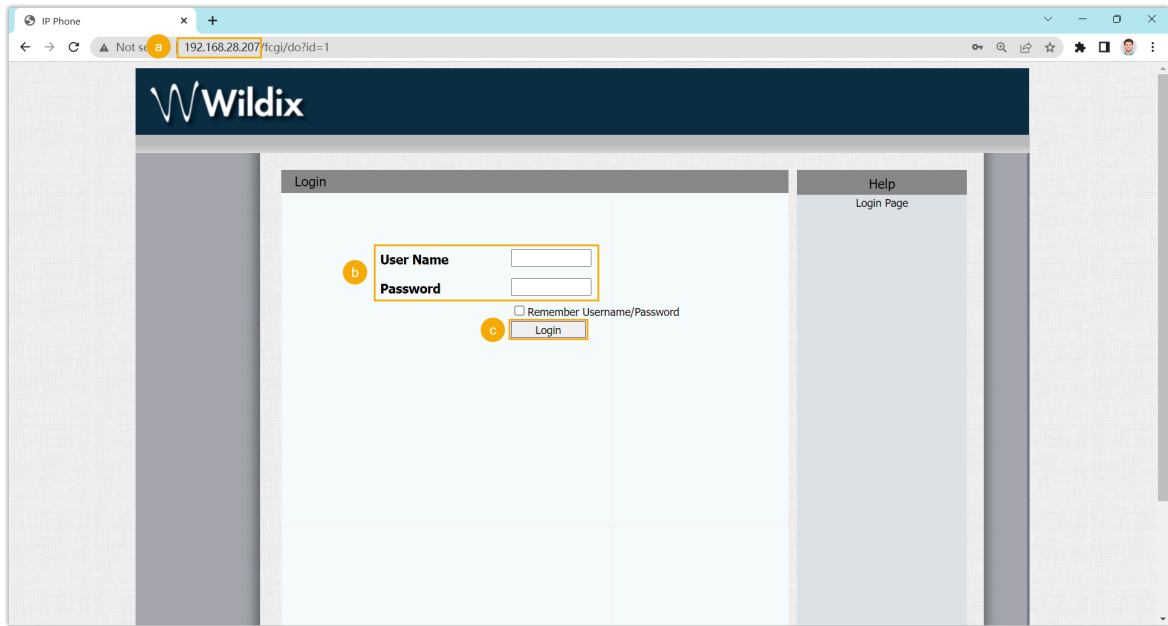 IP Phone
Not se a 192.168.28.207/fcgi/do?id=1
Wildix
Login
Help
Login Page
b
User Name
Password
Remember Username/Password
c
Login